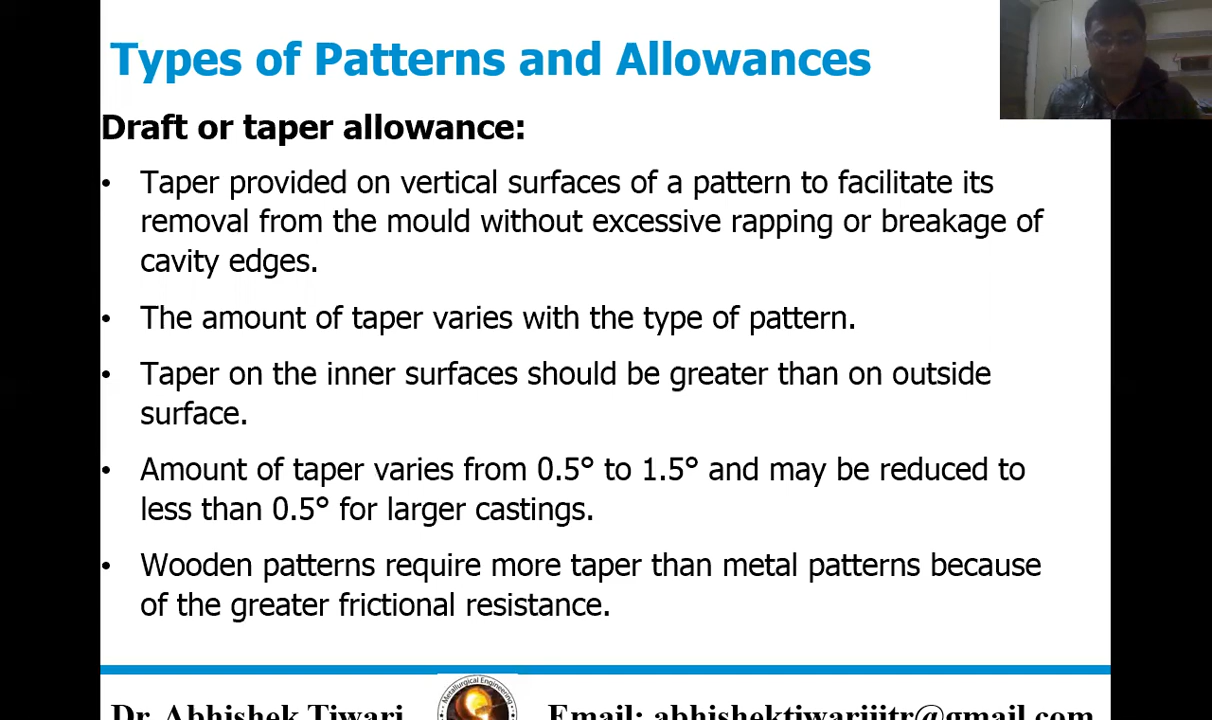 Types of Patterns and Allowances
Draft or taper allowance:
• Taper provided on vertical surfaces of a pattern to facilitate its
removal from the mould without excessive rapping or breakage of
cavity edges.
• The amount of taper varies with the type of pattern.
• Taper on the inner surfaces should be greater than on outside
surface.
• Amount of taper varies from 0.5° to 1.5° and may be reduced to
less than 0.5° for larger castings.
• Wooden patterns require more taper than metal patterns because
of the greater frictional resistance.
Metallurgical Engineering
Dr. Abhishek Tiwari
Email: abhishektiwariiitr@gmail.com